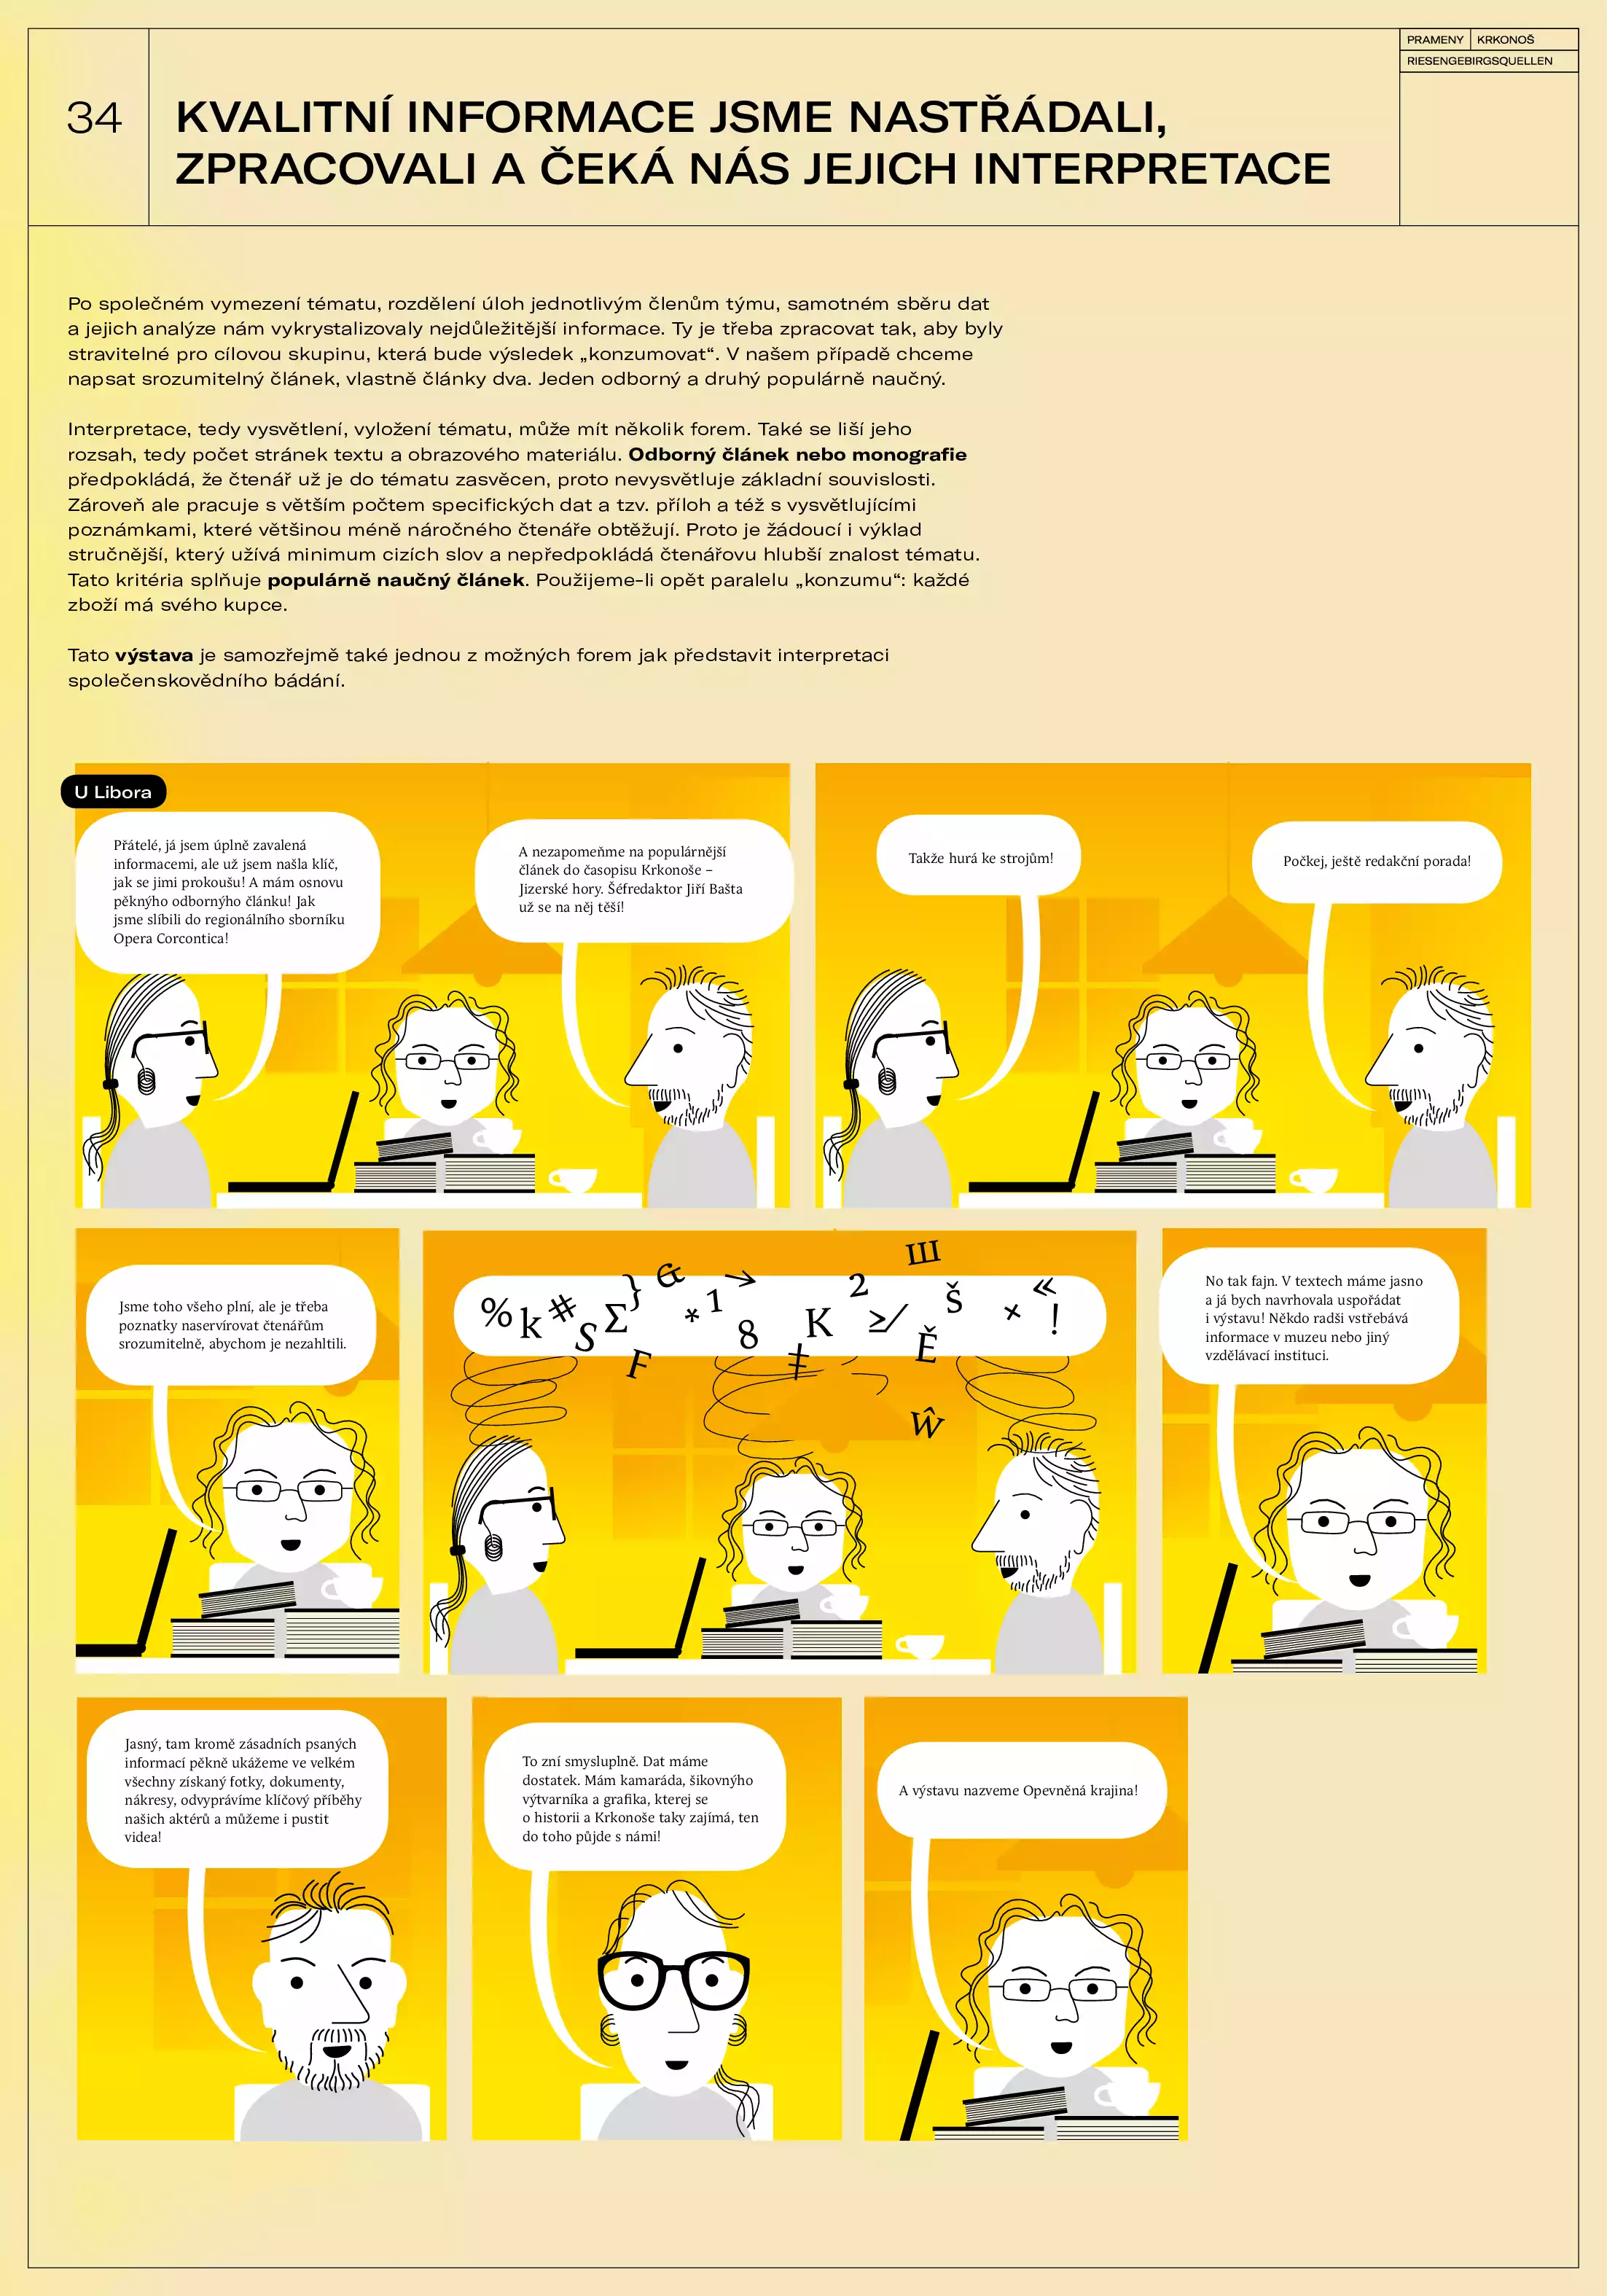 PRAMENY KRKONOŠ
RIESENGEBIRGSQUELLEN
34
KVALITNÍ INFORMACE JSME NASTŘÁDALI,
ZPRACOVALI A ČEKÁ NÁS JEJICH INTERPRETACE
Po společném vymezení tématu, rozdělení úloh jednotlivým členům týmu, samotném sběru dat
a jejich analýze nám vykrystalizovaly nejdůležitější informace. Ty je třeba zpracovat tak, aby byly
stravitelné pro cílovou skupinu, která bude výsledek „konzumovat“. V našem případě chceme
napsat srozumitelný článek, vlastně články dva. Jeden odborný a druhý populárně naučný.
Interpretace, tedy vysvětlení, vyložení tématu, může mít několik forem. Také se liší jeho
rozsah, tedy počet stránek textu a obrazového materiálu. Odborný článek nebo monografie
předpokládá, že čtenář už je do tématu zasvěcen, proto nevysvětluje základní souvislosti.
Zároveň ale pracuje s větším počtem specifických dat a tzv. příloh a též s vysvětlujícími
poznámkami, které většinou méně náročného čtenáře obtěžují. Proto je žádoucí i výklad
stručnější, který užívá minimum cizích slov a nepředpokládá čtenářovu hlubší znalost tématu.
Tato kritéria splňuje populárně naučný článek. Použijeme-li opět paralelu „konzumu“: každé
zboží má svého kupce.
Tato výstava je samozřejmě také jednou z možných forem jak představit interpretaci
společenskovědního bádání.
U Libora
Přátelé, já jsem úplně zavalená
informacemi, ale už jsem našla klíč,
jak se jimi prokoušu! A mám osnovu
pěknýho odbornýho článku! Jak
jsme slíbili do regionálního sborníku
Opera Corcontica!
A nezapomeňme na populárnější
článek do časopisu Krkonoše –
Jizerské hory. Šéfredaktor Jiří Bašta
už se na něj těší!
Takže hurá ke strojům!
Počkej, ještě redakční porada!
Jsme toho všeho plní, ale je třeba
poznatky naservírovat čtenářům
srozumitelně, abychom je nezahltili.
% k # S Σ } F & * 1 → 8 ‡ K 2 ≥ / Ш Š Ě Ŵ + « !
No tak fajn. V textech máme jasno
a já bych navrhovala uspořádat
i výstavu! Někdo radši vstřebává
informace v muzeu nebo jiný
vzdělávací instituci.
Jasný, tam kromě zásadních psaných
informací pěkně ukážeme ve velkém
všechny získaný fotky, dokumenty,
nákresy, odvyprávíme klíčový příběhy
našich aktérů a můžeme i pustit
videa!
To zní smysluplně. Dat máme
dostatek. Mám kamaráda, šikovnýho
výtvarníka a grafika, kterej se
o historii a Krkonoše taky zajímá, ten
do toho půjde s námi!
A výstavu nazveme Opevněná krajina!